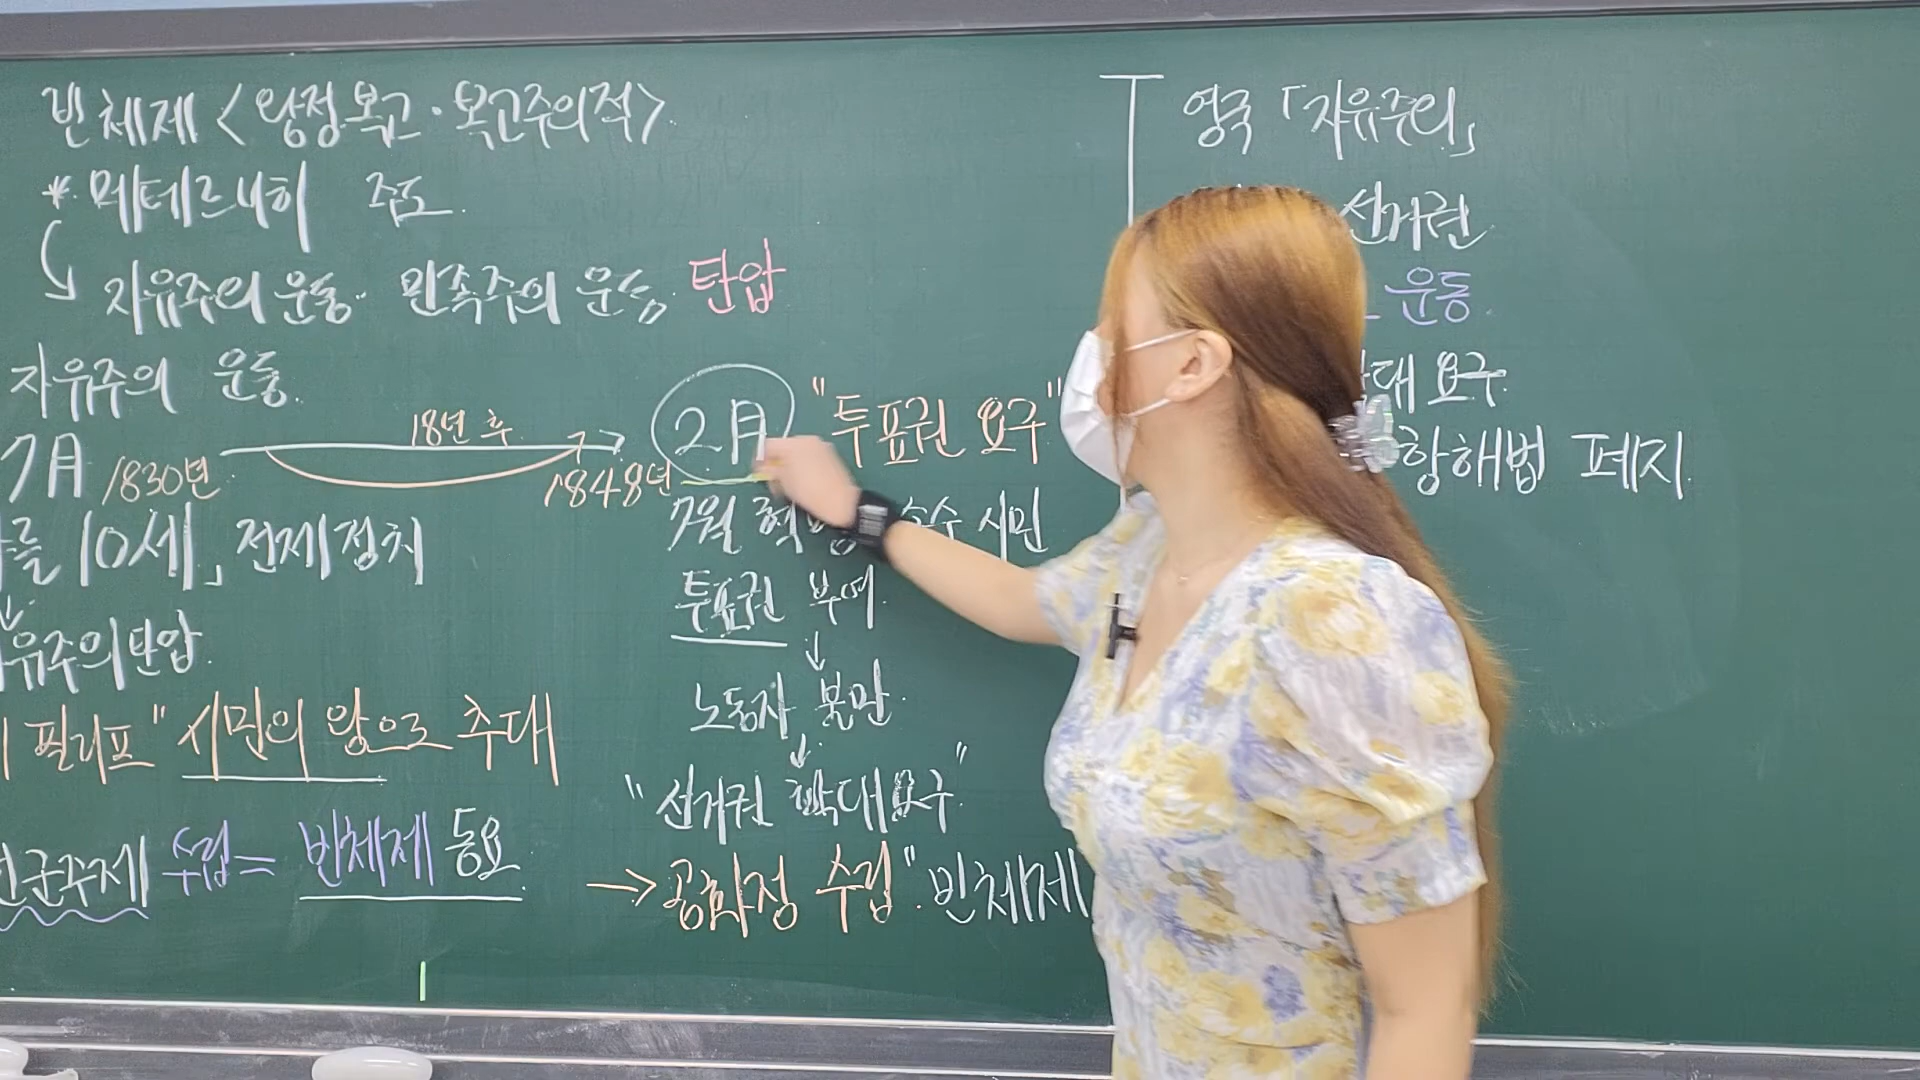 빈체제 <왕정복고·복고주의적>
* 메테르니히 주도
자유주의 운동· 민족주의 운동 탄압
자유주의 운동.
7月 1830년
18년 후
1848년
를 10세」 전제정치
유주의탄압.
필리프" 시민의 왕으로 추대
군주제 수립= 빈체제 동요.
2月 "투표권 요구"
7월 혁명 소수 시민
투표권 부여.
↓
노동자 불만.
↓
"선거권 확대요구"
→ 공화정 수립". 빈체제
영국 「자유주의」
선거권
운동.
대 요구.
항해법 폐지.